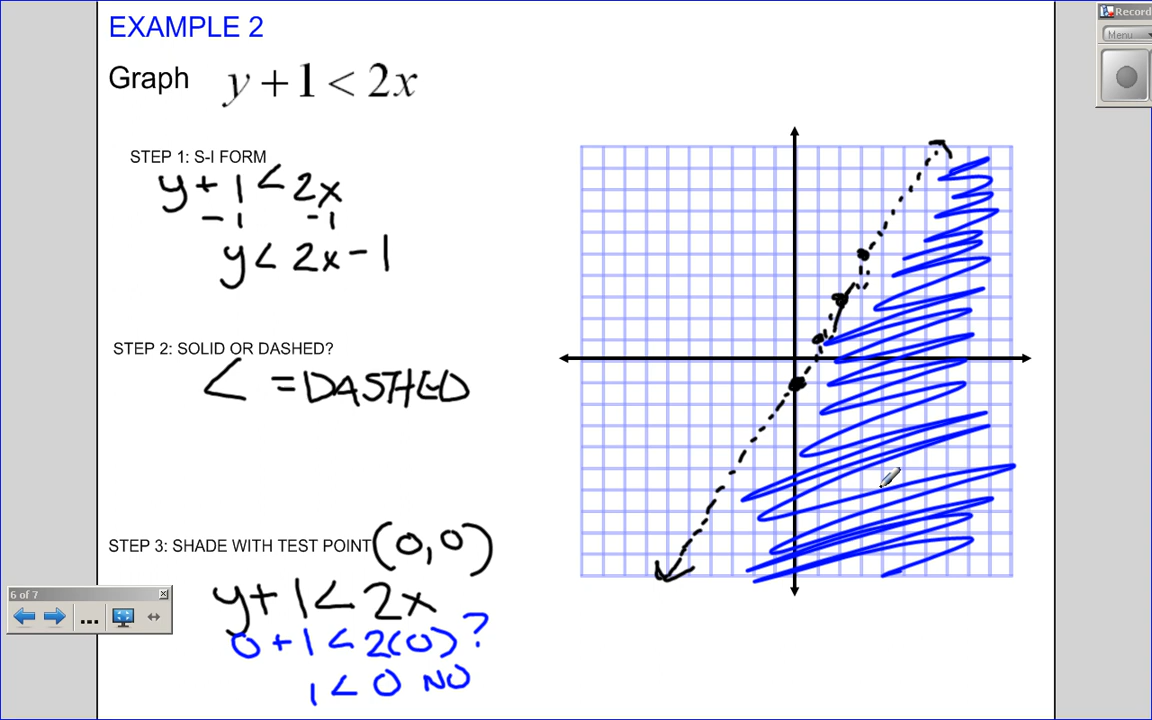 EXAMPLE 2
Graph y + 1 < 2x
STEP 1: S-I FORM
y + 1 < 2x
-1 -1
y < 2x - 1
STEP 2: SOLID OR DASHED?
< = DASHED
STEP 3: SHADE WITH TEST POINT (0,0)
y + 1 < 2x
0 + 1 < 2(0) ?
1 < 0 NO
6 of 7
...
Record
Menu